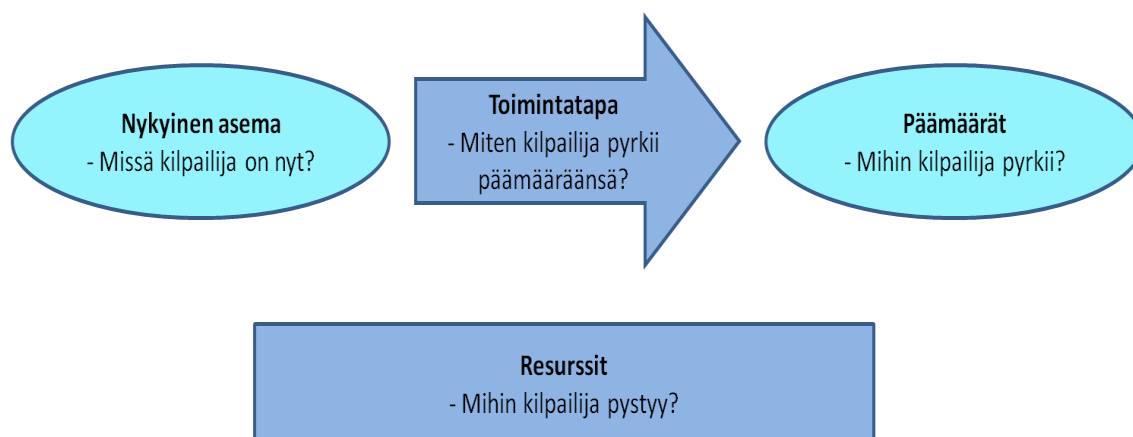 Nykyinen asema
- Missä kilpailija on nyt?
Toimintatapa
- Miten kilpailija pyrkii
päämääräänsä?
Päämäärät
- Mihin kilpailija pyrkii?
Resurssit
- Mihin kilpailija pystyy?